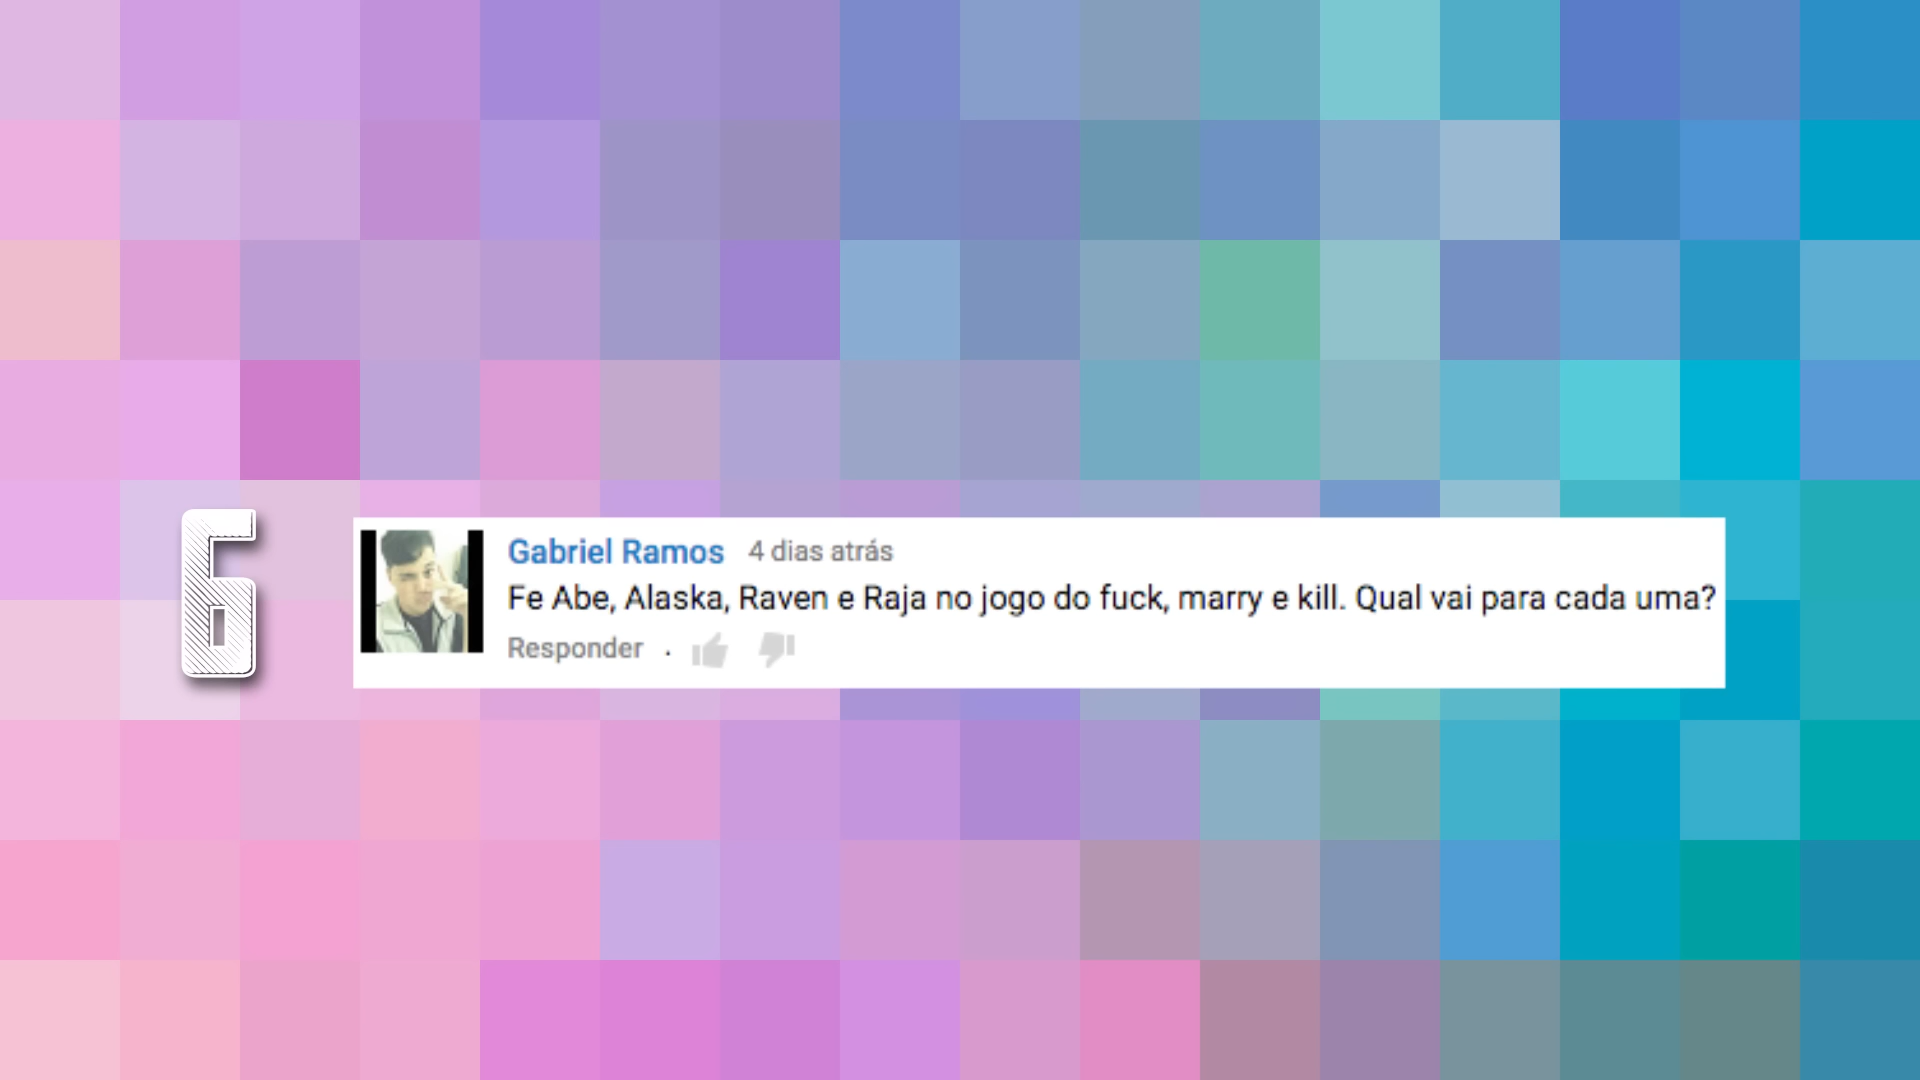 6
Gabriel Ramos 4 dias atrás
Fe Abe, Alaska, Raven e Raja no jogo do fuck, marry e kill. Qual vai para cada uma?
Responder ·